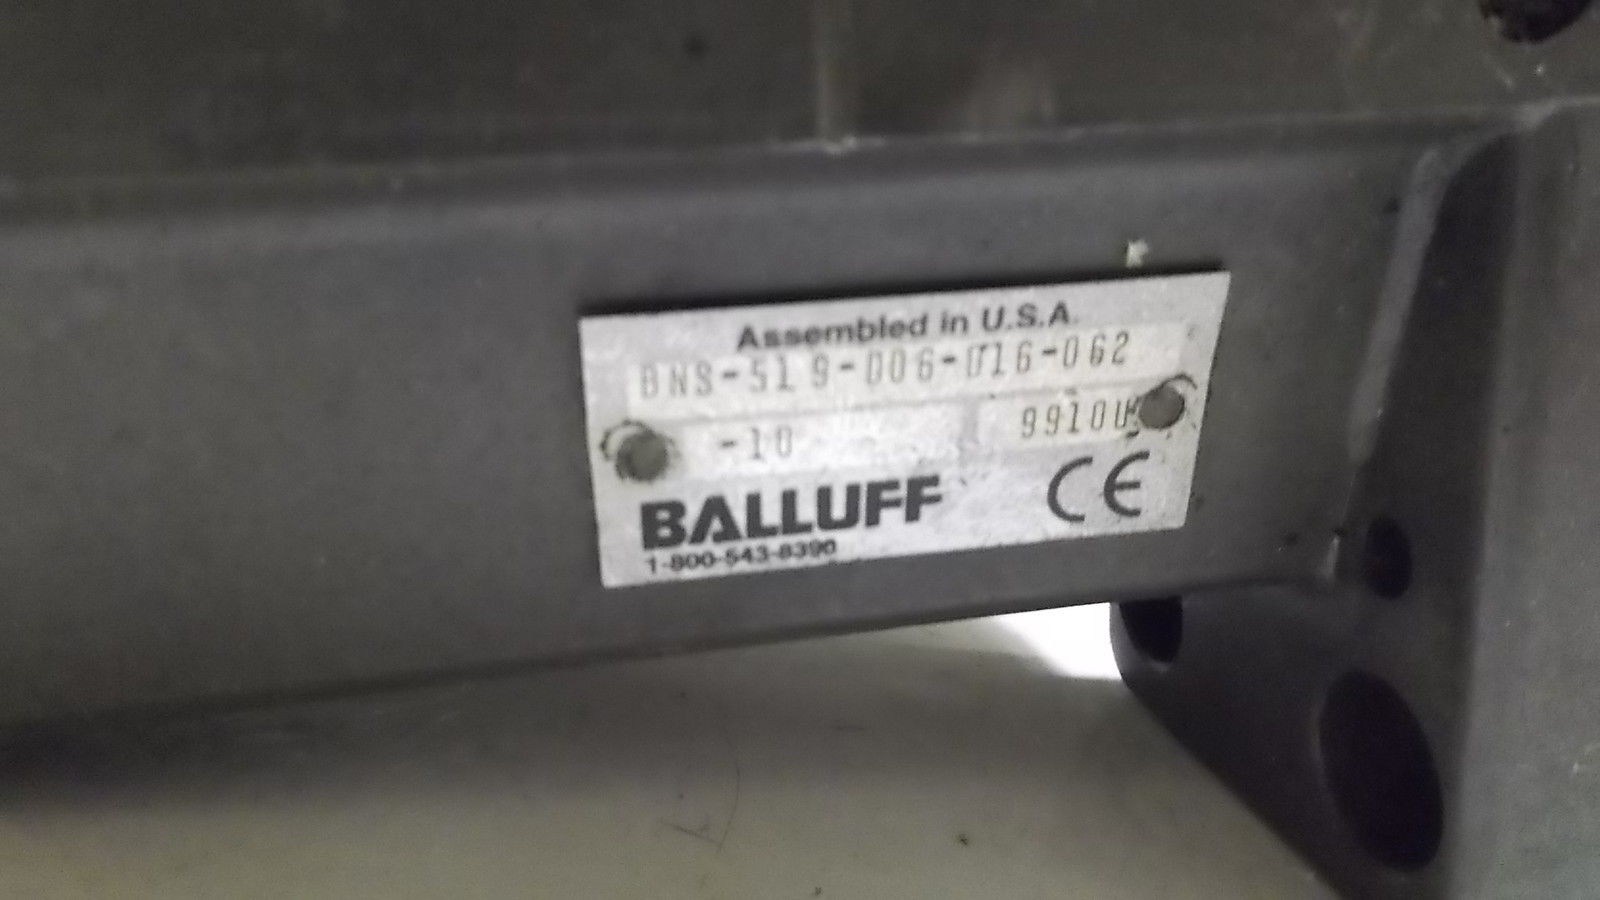 Assembled in U.S.A.
BNS-519-D06-D16-062
-10
9910U
BALLUFF
CE
1-800-543-8390